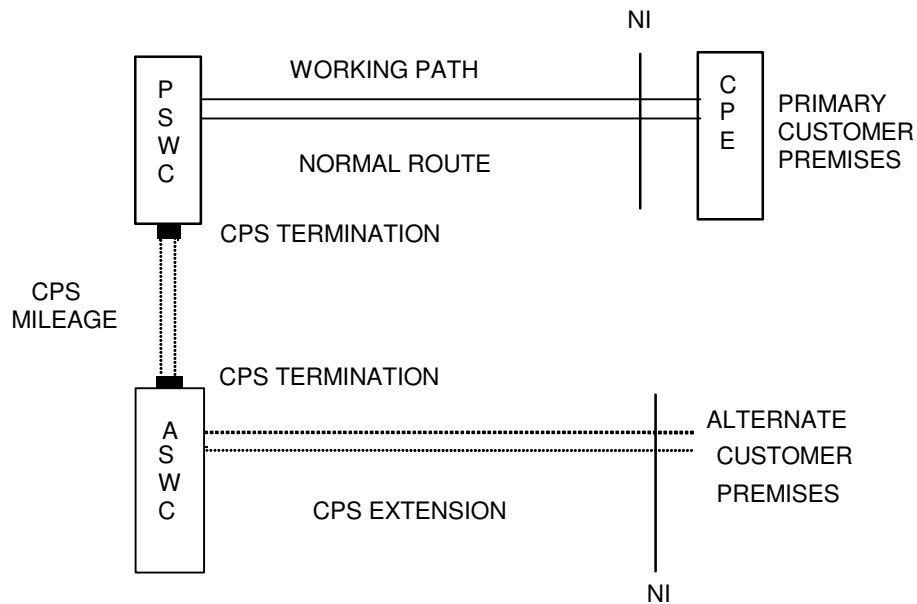 NI
WORKING PATH
P
S
W
C
C
P
E
PRIMARY
CUSTOMER
PREMISES
NORMAL ROUTE
CPS TERMINATION
CPS
MILEAGE
CPS TERMINATION
A
S
W
C
ALTERNATE
CUSTOMER
PREMISES
CPS EXTENSION
NI